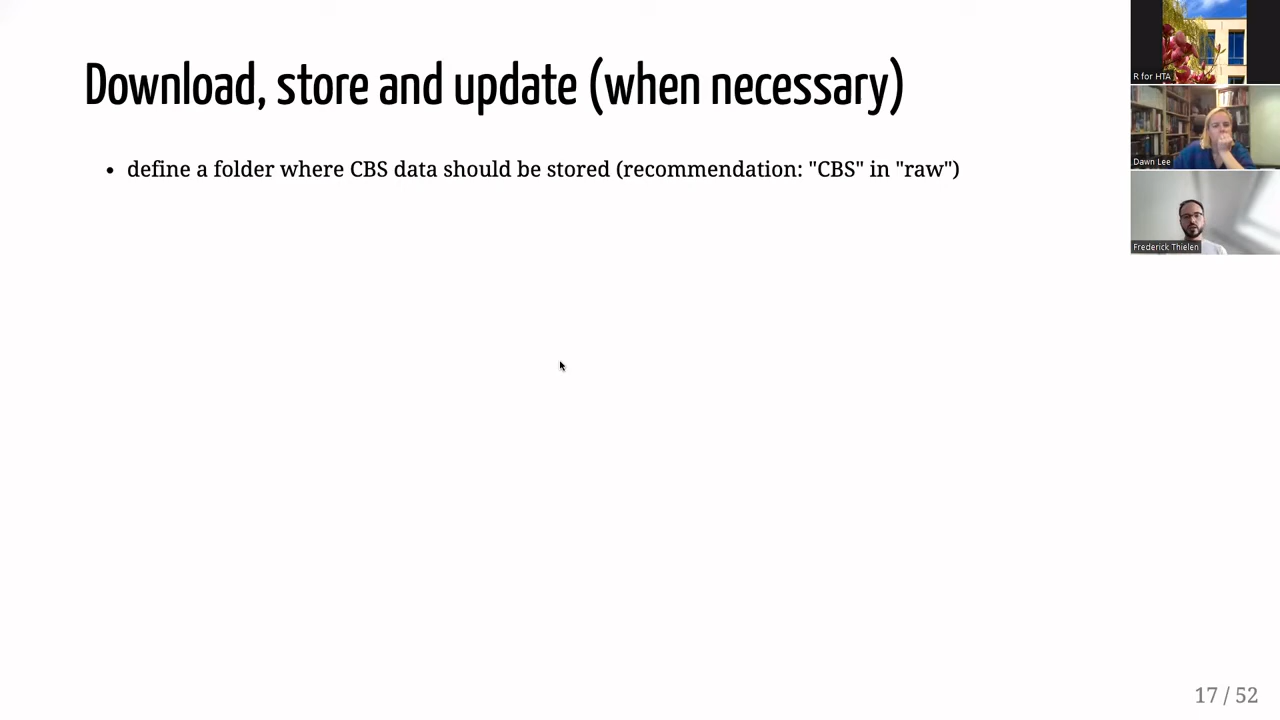 Download, store and update (when necessary)
• define a folder where CBS data should be stored (recommendation: "CBS" in "raw")
R for HTA
Dawn Lee
Frederick Thielen
17 / 52